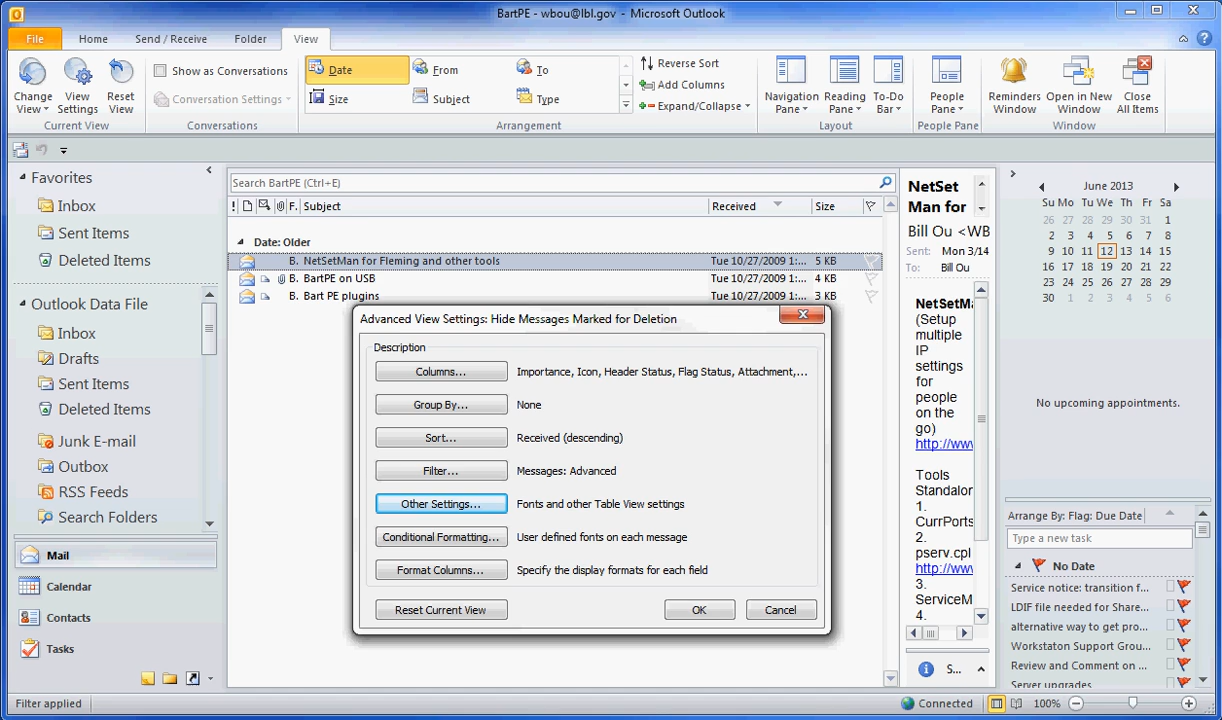 BartPE - wbou@lbl.gov - Microsoft Outlook
File Home Send / Receive Folder View
Show as Conversations
Conversation Settings
Change View
View Settings
Reset View
Date From To
Size Subject Type
Reverse Sort
Add Columns
Expand/Collapse
Navigation Pane
Reading Pane
To-Do Bar
People Pane
Reminders Window
Open in New Window
Close All Items
Current View Conversations Arrangement Layout People Pane Window
Favorites
Inbox
Sent Items
Deleted Items
Outlook Data File
Inbox
Drafts
Sent Items
Deleted Items
Junk E-mail
Outbox
RSS Feeds
Search Folders
Mail
Calendar
Contacts
Tasks
Search BartPE (Ctrl+E)
! F. Subject Received Size
Date: Older
B. NetSetMan for Fleming and other tools Tue 10/27/2009 1:... 5 KB
B. BartPE on USB Tue 10/27/2009 1:... 4 KB
B. Bart PE plugins Tue 10/27/2009 1:... 3 KB
Advanced View Settings: Hide Messages Marked for Deletion
Description
Columns... Importance, Icon, Header Status, Flag Status, Attachment,...
Group By... None
Sort... Received (descending)
Filter... Messages: Advanced
Other Settings... Fonts and other Table View settings
Conditional Formatting... User defined fonts on each message
Format Columns... Specify the display formats for each field
Reset Current View OK Cancel
NetSet
Man for
Bill Ou <WB
Sent: Mon 3/14
To: Bill Ou
NetSetMa
(Setup
multiple
IP
settings
for
people
on the
go)
http://www
Tools
Standalon
1.
CurrPorts
2.
pserv.cpl
http://www
3.
ServiceM
4.
S...
June 2013
Su Mo Tu We Th Fr Sa
26 27 28 29 30 31 1
2 3 4 5 6 7 8
9 10 11 12 13 14 15
16 17 18 19 20 21 22
23 24 25 26 27 28 29
30 1 2 3 4 5 6
No upcoming appointments.
Arrange By: Flag: Due Date
Type a new task
No Date
Service notice: transition f...
LDIF file needed for Share...
alternative way to get pro...
Workstaton Support Grou...
Review and Comment on ...
Server upgrades
Filter applied Connected 100%